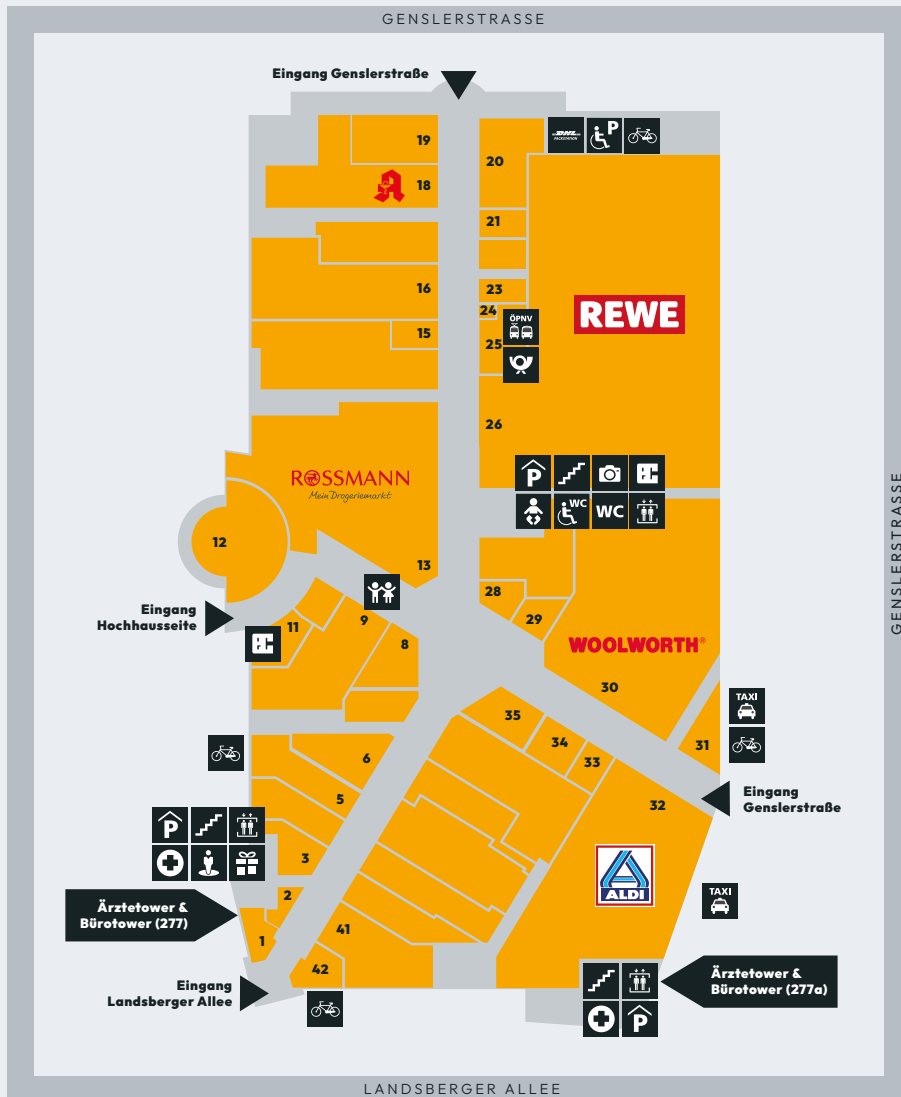 GENSLERSTRASSE
Eingang Genslerstraße
19
20
DHL
PACKSTATION
P
18
21
16
23
24
ÖPNV
REWE
15
25
26
ROSSMANN
Mein Drogeriemarkt
P
WC
WC
12
13
GENSLERSTRASSE
28
29
Eingang
Hochhausseite
11
9
8
WOOLWORTH®
30
35
34
33
31
TAXI
6
5
3
2
1
32
Eingang
Genslerstraße
P
ALDI
TAXI
Ärztetower &
Bürotower (277)
41
42
Eingang
Landsberger Allee
Ärztetower &
Bürotower (277a)
P
LANDSBERGER ALLEE